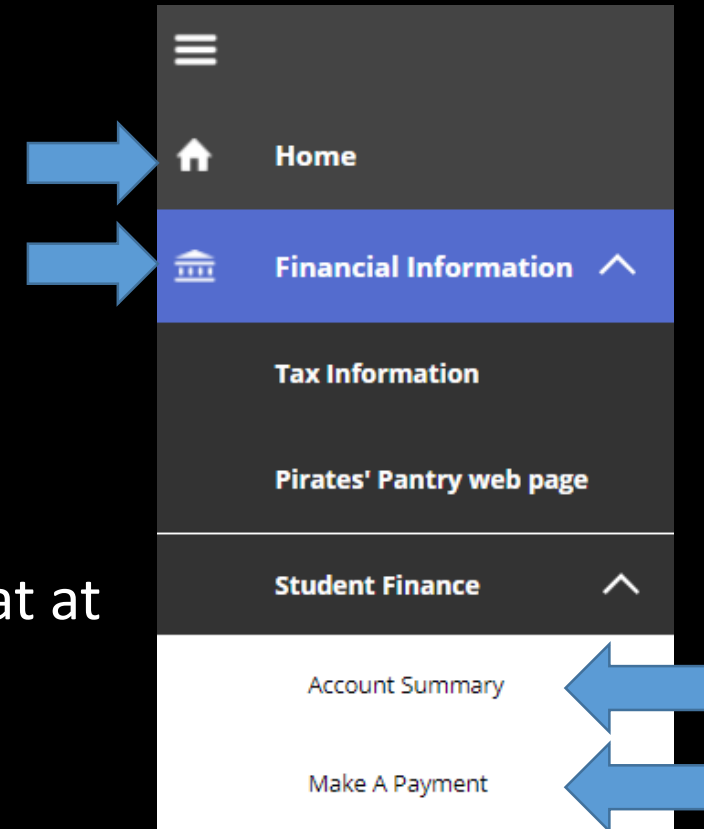 Home
Financial Information
Tax Information
Pirates' Pantry web page
Student Finance
at at
Account Summary
Make A Payment